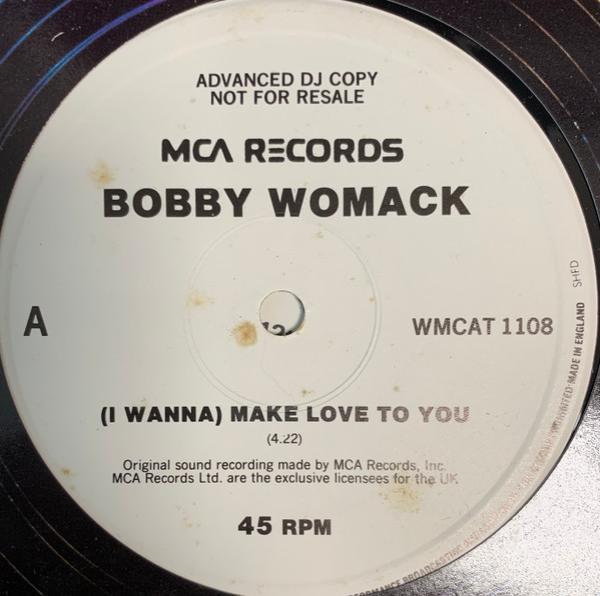 ADVANCED DJ COPY
NOT FOR RESALE
MCA RECORDS
BOBBY WOMACK
A
WMCAT 1108
(I WANNA) MAKE LOVE TO YOU
(4.22)
Original sound recording made by MCA Records, Inc.
MCA Records Ltd. are the exclusive licensees for the UK
45 RPM
MADE IN ENGLAND